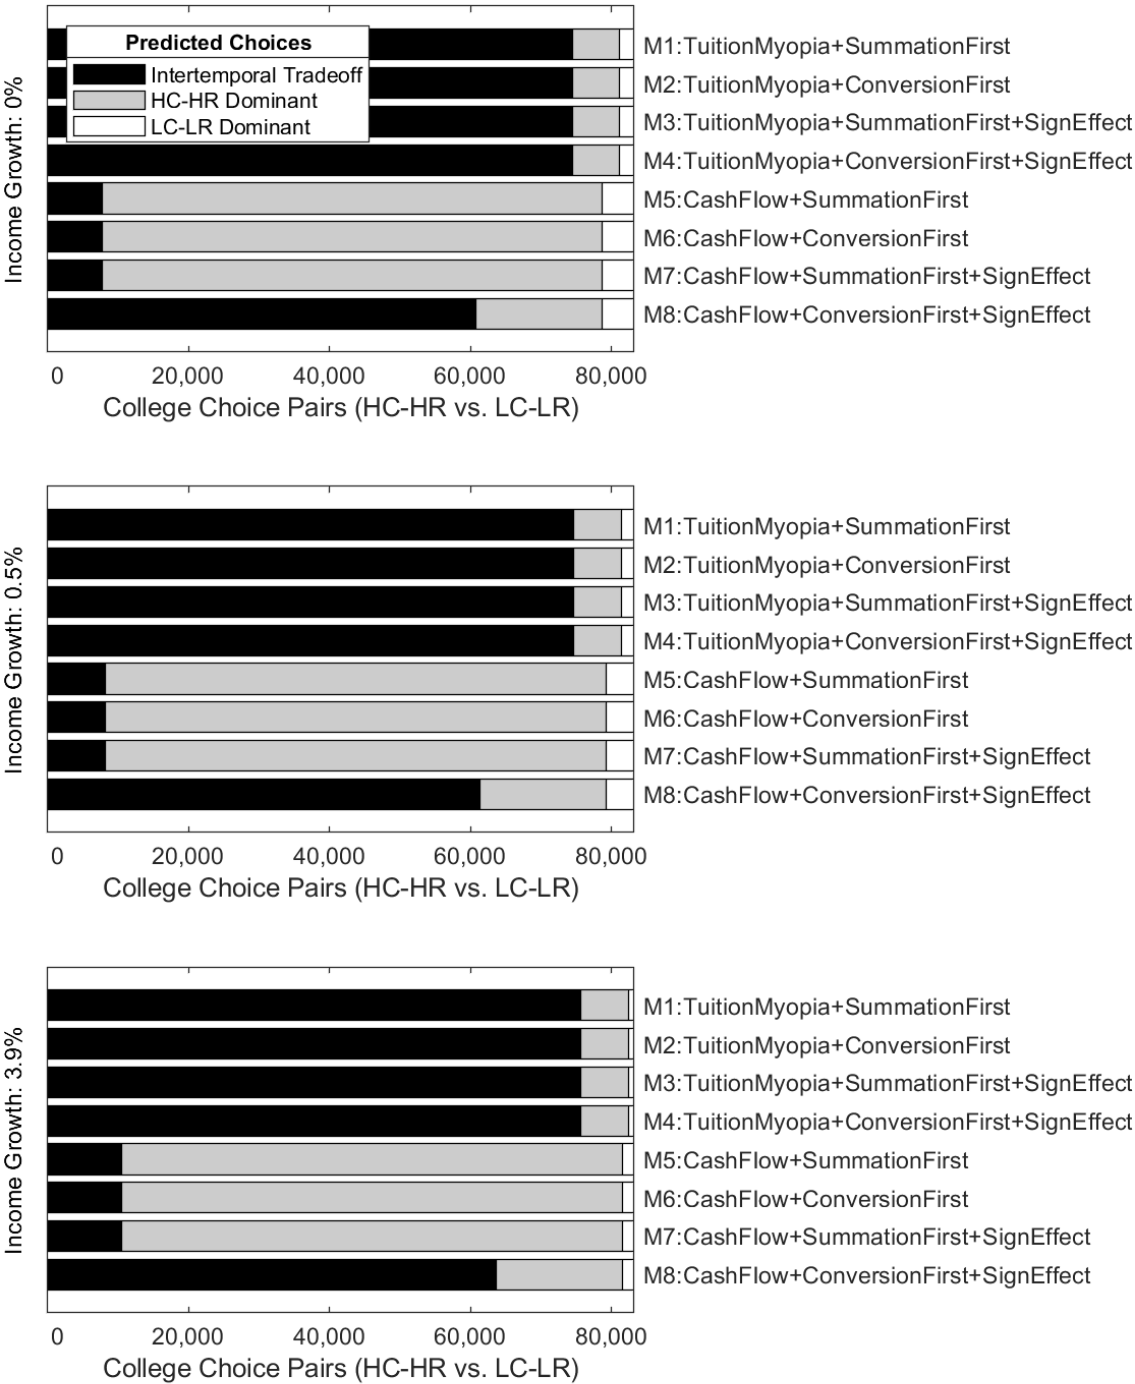 Predicted Choices
Intertemporal Tradeoff
HC-HR Dominant
LC-LR Dominant
Income Growth: 0%
M1:TuitionMyopia+SummationFirst
M2:TuitionMyopia+ConversionFirst
M3:TuitionMyopia+SummationFirst+SignEffect
M4:TuitionMyopia+ConversionFirst+SignEffect
M5:CashFlow+SummationFirst
M6:CashFlow+ConversionFirst
M7:CashFlow+SummationFirst+SignEffect
M8:CashFlow+ConversionFirst+SignEffect
0 20,000 40,000 60,000 80,000
College Choice Pairs (HC-HR vs. LC-LR)
Income Growth: 0.5%
M1:TuitionMyopia+SummationFirst
M2:TuitionMyopia+ConversionFirst
M3:TuitionMyopia+SummationFirst+SignEffect
M4:TuitionMyopia+ConversionFirst+SignEffect
M5:CashFlow+SummationFirst
M6:CashFlow+ConversionFirst
M7:CashFlow+SummationFirst+SignEffect
M8:CashFlow+ConversionFirst+SignEffect
0 20,000 40,000 60,000 80,000
College Choice Pairs (HC-HR vs. LC-LR)
Income Growth: 3.9%
M1:TuitionMyopia+SummationFirst
M2:TuitionMyopia+ConversionFirst
M3:TuitionMyopia+SummationFirst+SignEffect
M4:TuitionMyopia+ConversionFirst+SignEffect
M5:CashFlow+SummationFirst
M6:CashFlow+ConversionFirst
M7:CashFlow+SummationFirst+SignEffect
M8:CashFlow+ConversionFirst+SignEffect
0 20,000 40,000 60,000 80,000
College Choice Pairs (HC-HR vs. LC-LR)